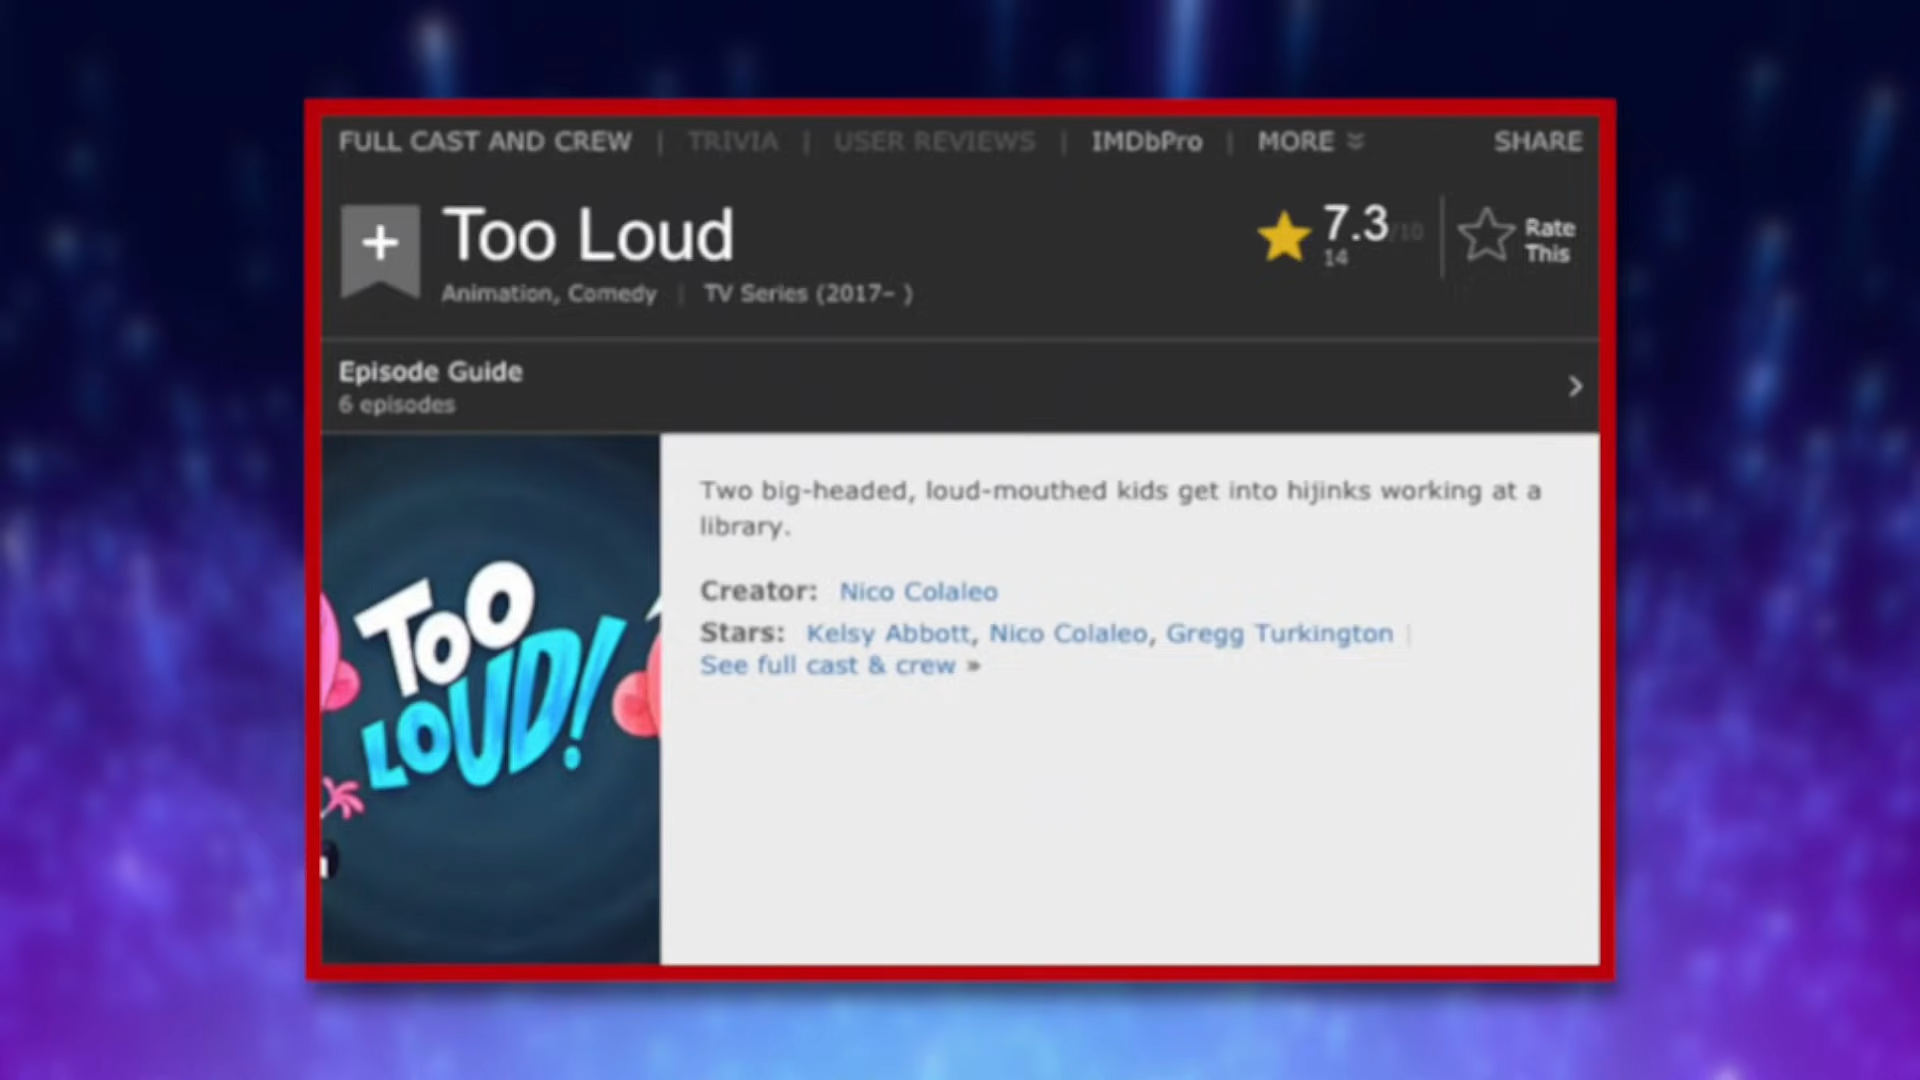 FULL CAST AND CREW | TRIVIA | USER REVIEWS | IMDbPro | MORE SHARE
+ Too Loud
7.3/10
14
Rate
This
Animation, Comedy | TV Series (2017– )
Episode Guide
6 episodes
TOO
LOUD!
Two big-headed, loud-mouthed kids get into hijinks working at a
library.
Creator: Nico Colaleo
Stars: Kelsy Abbott, Nico Colaleo, Gregg Turkington |
See full cast & crew »